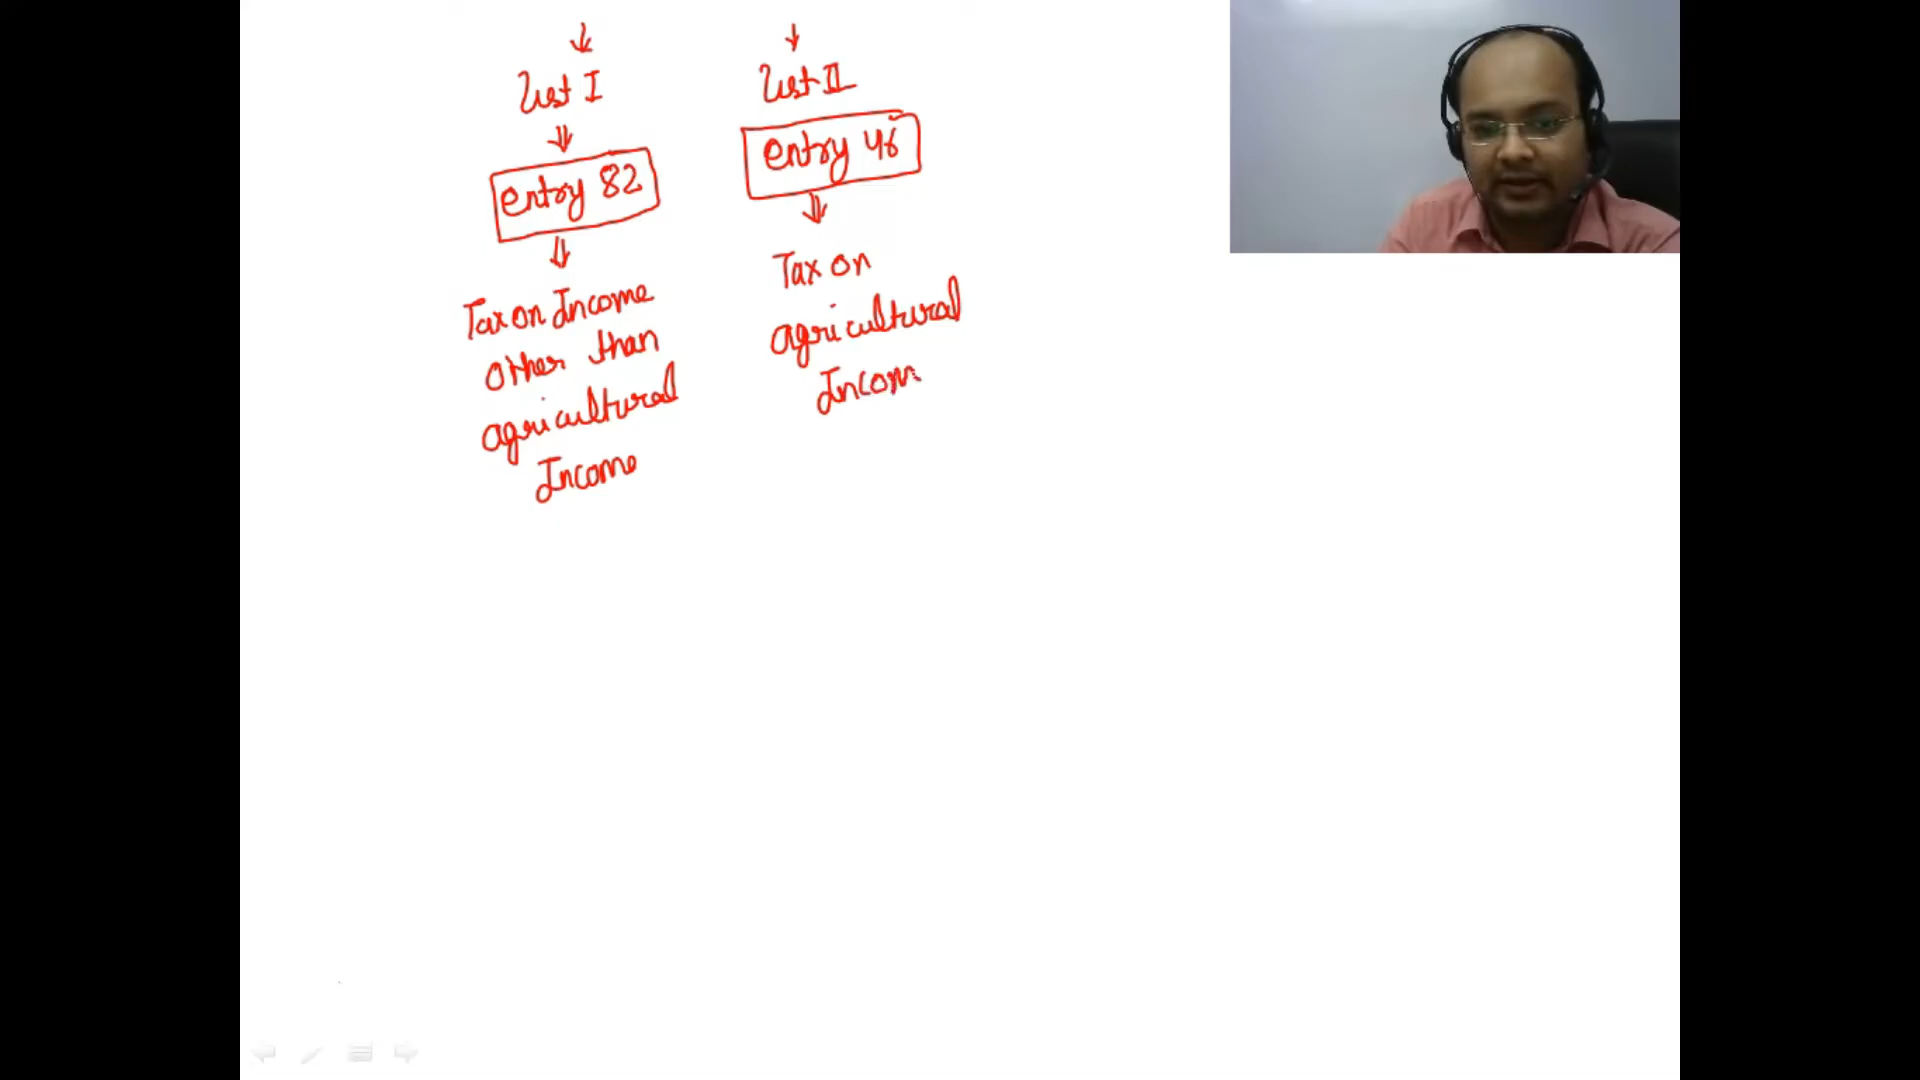 List I
entry 82
Tax on Income
other than
agricultural
Income
List II
entry 46
Tax on
agricultural
Incom